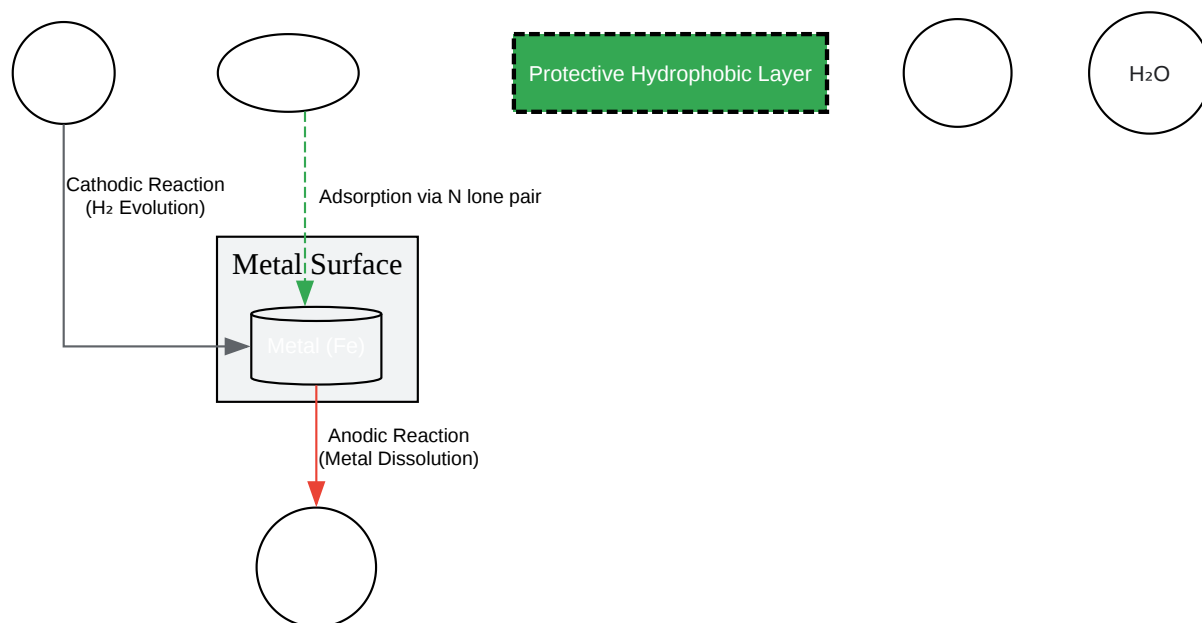 Protective Hydrophobic Layer
H₂O
Cathodic Reaction
(H₂ Evolution)
Adsorption via N lone pair
Metal Surface
Metal (Fe)
Anodic Reaction
(Metal Dissolution)